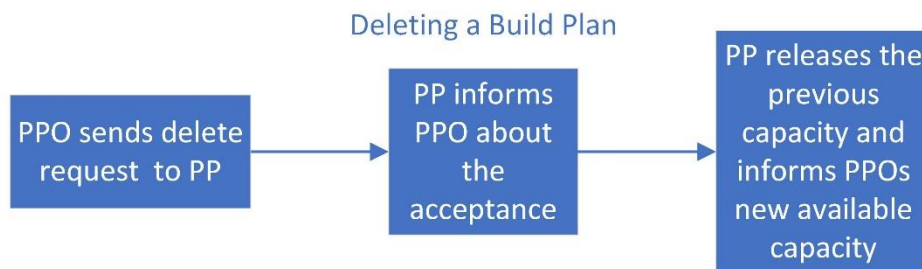 Deleting a Build Plan
PPO sends delete
request to PP
PP informs
PPO about
the
acceptance
PP releases the
previous
capacity and
informs PPOs
new available
capacity